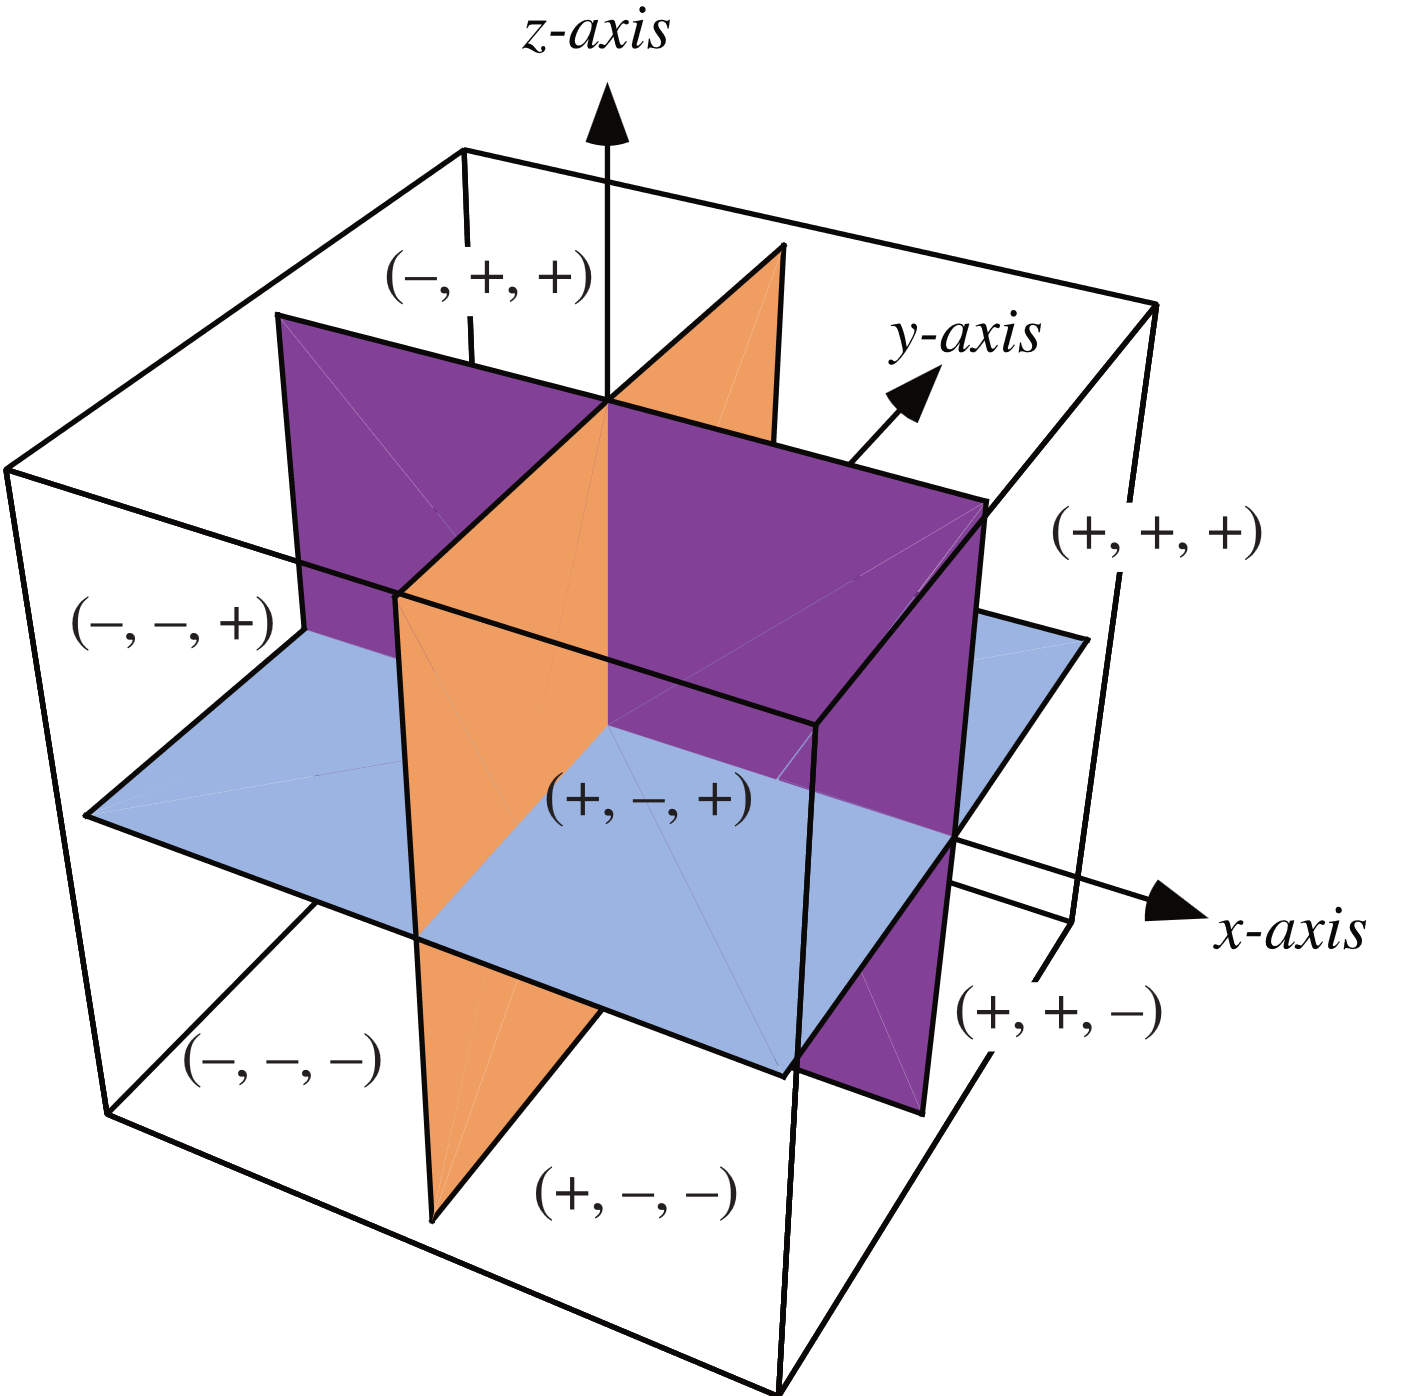 z-axis
(–, +, +)
y-axis
(+, +, +)
(–, –, +)
(+, –, +)
x-axis
(+, +, –)
(–, –, –)
(+, –, –)